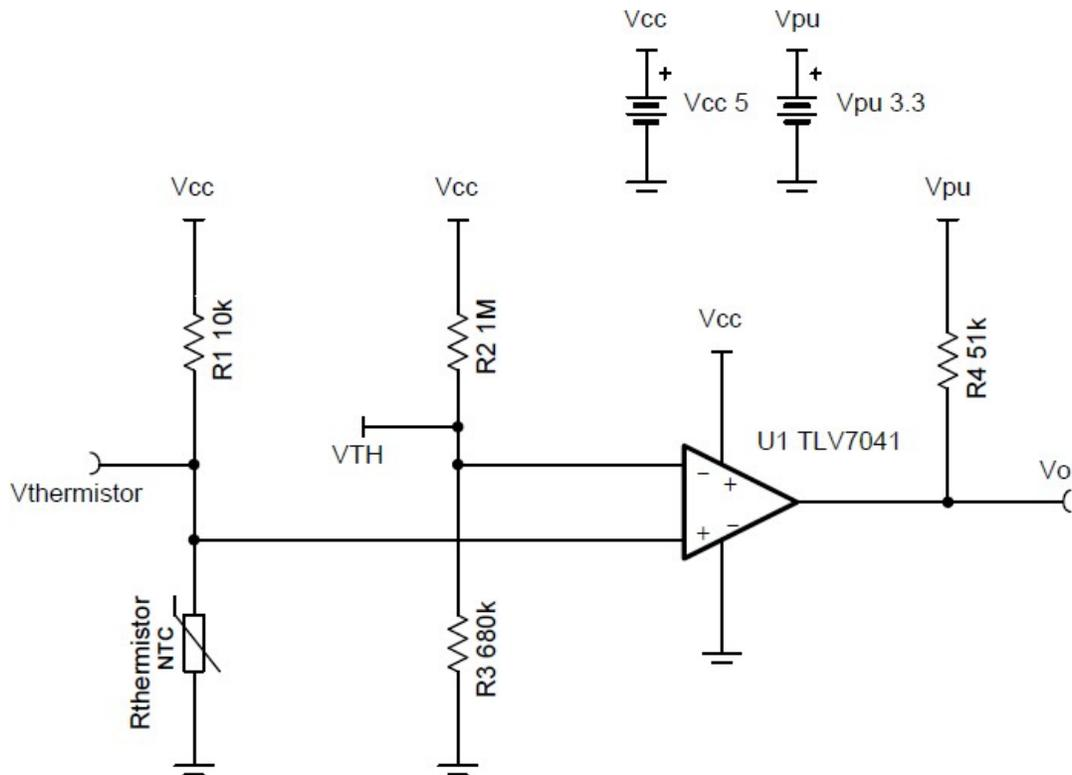 Vcc
Vpu
+
+
Vcc 5
Vpu 3.3
Vcc
Vcc
Vpu
R1 10k
R2 1M
Vcc
R4 51k
VTH
U1 TLV7041
Vthermistor
−
+
−
+
Vo
Rthermistor
NTC
R3 680k